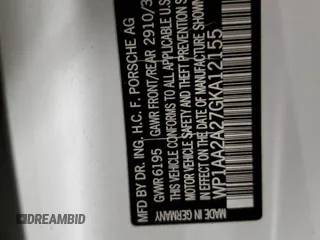 MFD BY DR. ING. H.C. F. PORSCHE AG
GVWR 6195 GAWR FRONT/REAR 2910/3
THIS VEHICLE CONFORMS TO ALL APPLICABLE U.S
MOTOR VEHICLE SAFETY AND THEFT PREVENTION S
IN EFFECT ON THE DATE OF MANUFACTURE SHOWN
WP1AA2A27GKA12155
MADE IN GERMANY
DREAMBID